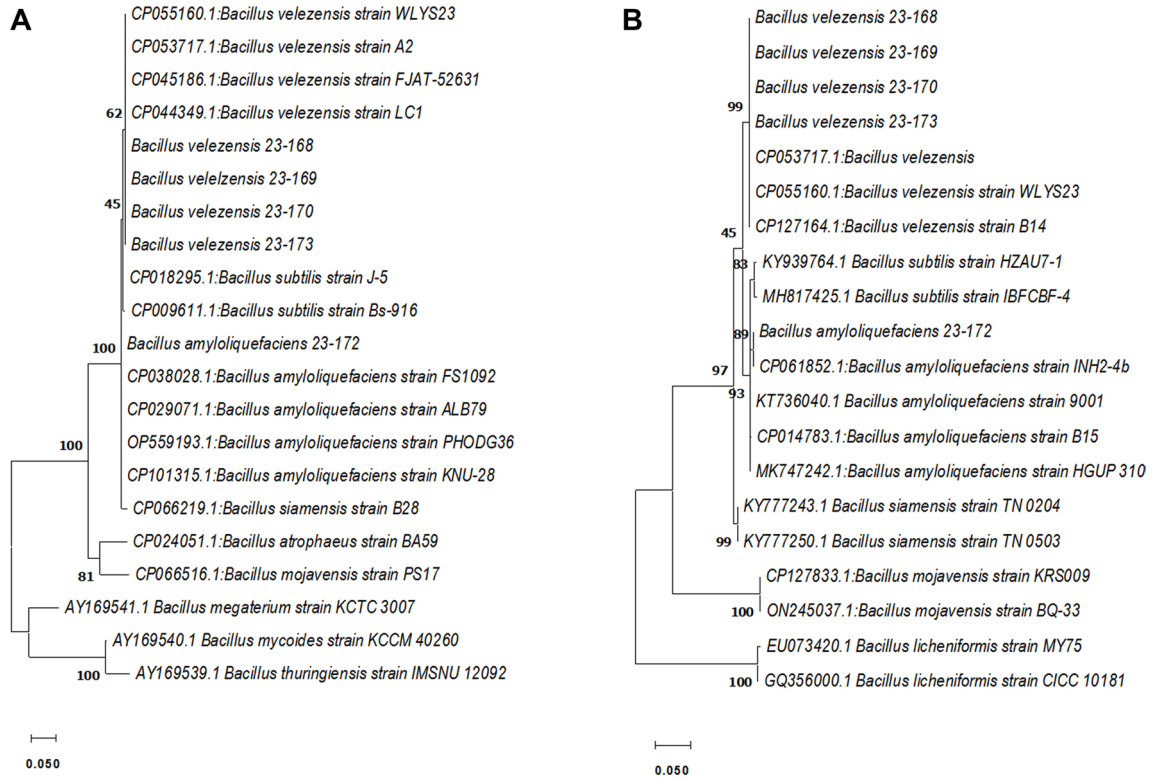 A
CP055160.1:Bacillus velezensis strain WLYS23
CP053717.1:Bacillus velezensis strain A2
CP045186.1:Bacillus velezensis strain FJAT-52631
62
CP044349.1:Bacillus velezensis strain LC1
Bacillus velezensis 23-168
Bacillus velelzensis 23-169
45
Bacillus velezensis 23-170
Bacillus velezensis 23-173
CP018295.1:Bacillus subtilis strain J-5
CP009611.1:Bacillus subtilis strain Bs-916
100
Bacillus amyloliquefaciens 23-172
CP038028.1:Bacillus amyloliquefaciens strain FS1092
CP029071.1:Bacillus amyloliquefaciens strain ALB79
100
OP559193.1:Bacillus amyloliquefaciens strain PHODG36
CP101315.1:Bacillus amyloliquefaciens strain KNU-28
CP066219.1:Bacillus siamensis strain B28
CP024051.1:Bacillus atrophaeus strain BA59
81
CP066516.1:Bacillus mojavensis strain PS17
AY169541.1 Bacillus megaterium strain KCTC 3007
AY169540.1 Bacillus mycoides strain KCCM 40260
100
AY169539.1 Bacillus thuringiensis strain IMSNU 12092
0.050
B
Bacillus velezensis 23-168
Bacillus velezensis 23-169
Bacillus velezensis 23-170
99
Bacillus velezensis 23-173
CP053717.1:Bacillus velezensis
CP055160.1:Bacillus velezensis strain WLYS23
CP127164.1:Bacillus velezensis strain B14
45
83
KY939764.1 Bacillus subtilis strain HZAU7-1
MH817425.1 Bacillus subtilis strain IBFCBF-4
89
Bacillus amyloliquefaciens 23-172
CP061852.1:Bacillus amyloliquefaciens strain INH2-4b
97
93
KT736040.1 Bacillus amyloliquefaciens strain 9001
CP014783.1:Bacillus amyloliquefaciens strain B15
MK747242.1:Bacillus amyloliquefaciens strain HGUP 310
KY777243.1 Bacillus siamensis strain TN 0204
99
KY777250.1 Bacillus siamensis strain TN 0503
CP127833.1:Bacillus mojavensis strain KRS009
100
ON245037.1:Bacillus mojavensis strain BQ-33
EU073420.1 Bacillus licheniformis strain MY75
100
GQ356000.1 Bacillus licheniformis strain CICC 10181
0.050